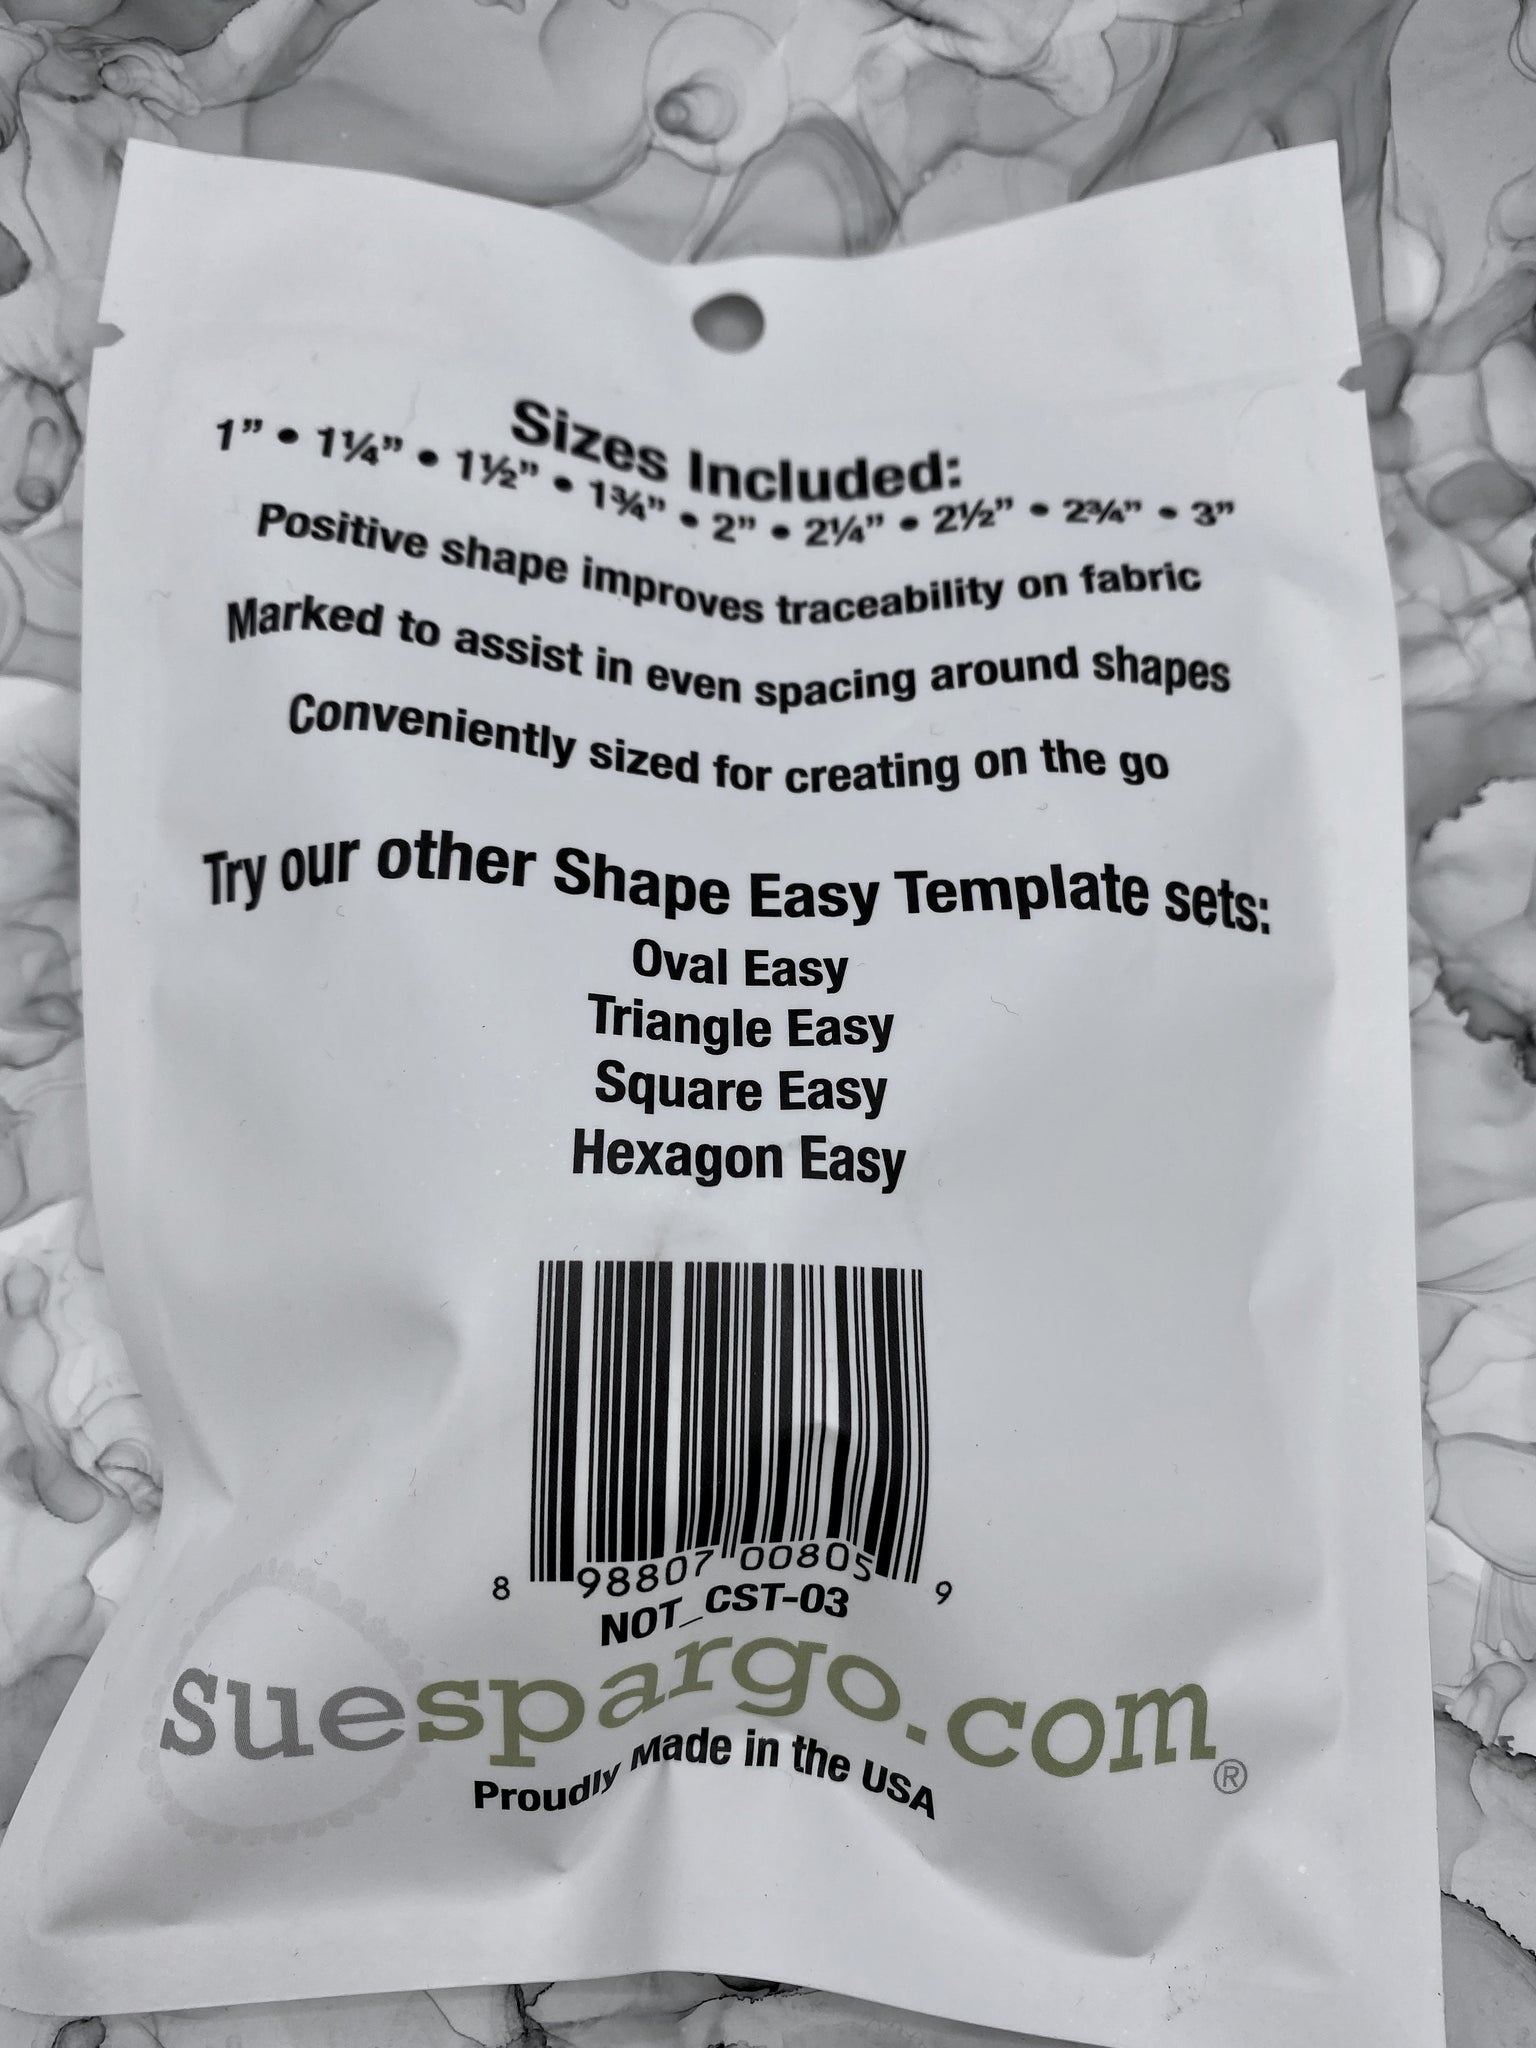 Sizes Included:
1” • 1¼” • 1½” • 1¾” • 2” • 2¼” • 2½” • 2¾” • 3”
Positive shape improves traceability on fabric
Marked to assist in even spacing around shapes
Conveniently sized for creating on the go
Try our other Shape Easy Template sets:
Oval Easy
Triangle Easy
Square Easy
Hexagon Easy
8 98807 00805 9
NOT_CST-03
suespargo.com®
Proudly Made in the USA